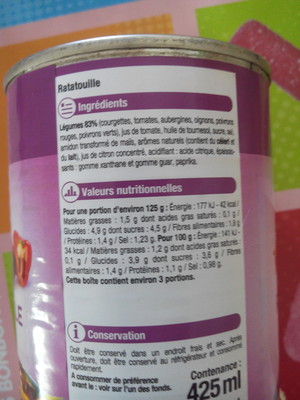 Ratatouille
Ingrédients
Légumes 83% (courgettes, tomates, aubergines, oignons, poivrons
rouges, poivrons verts), jus de tomate, huile de tournesol, sucre, sel,
amidon transformé de maïs, arômes naturels (contient du céleri et
du lait), jus de citron concentré, acidifiant : acide citrique, épaissis-
sants : gomme xanthane et gomme guar, paprika.
Valeurs nutritionnelles
Pour une portion d'environ 125 g : Énergie : 177 kJ - 42 kcal /
Matières grasses : 1,5 g dont acides gras saturés : 0,1 g /
Glucides : 4,9 g dont sucres : 4,5 g / Fibres alimentaires : 1,8 g
/ Protéines : 1,4 g / Sel : 1,23 g. Pour 100 g : Énergie : 141 kJ -
34 kcal / Matières grasses : 1,2 g dont acides gras saturés :
0,1 g / Glucides : 3,9 g dont sucres : 3,6 g / Fibres
alimentaires : 1,4 g / Protéines : 1,1 g / Sel : 0,98 g.
Cette boîte contient environ 3 portions.
i Conservation
Doit être conservé dans un endroit frais et sec. Après
ouverture, doit être conservé au réfrigérateur et consommé
rapidement.
A consommer de préférence
avant le : voir sur l'un des fonds.
Contenance :
425 ml